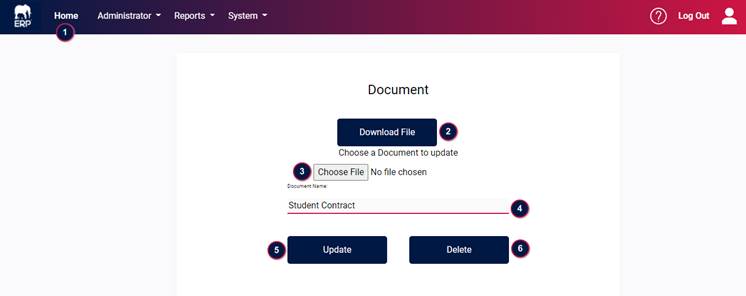 ERP Home Administrator Reports System ? Log Out
1
Document
Download File 2
Choose a Document to update
3 Choose File No file chosen
Document Name
Student Contract 4
5 Update Delete 6